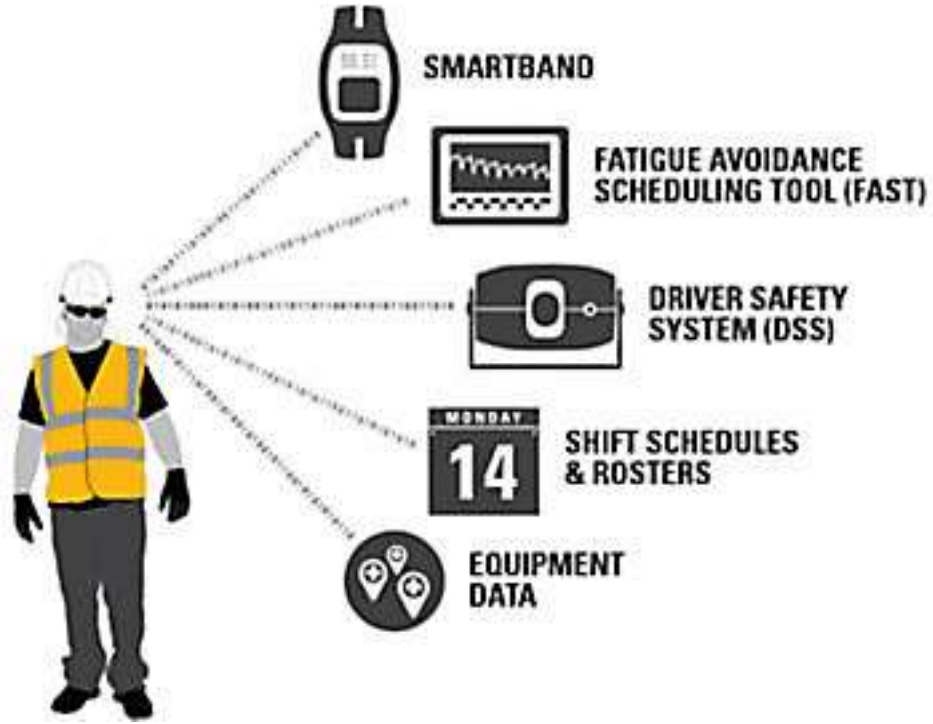 SMARTBAND
FATIGUE AVOIDANCE
SCHEDULING TOOL (FAST)
DRIVER SAFETY
SYSTEM (DSS)
MONDAY
14
SHIFT SCHEDULES
& ROSTERS
EQUIPMENT
DATA